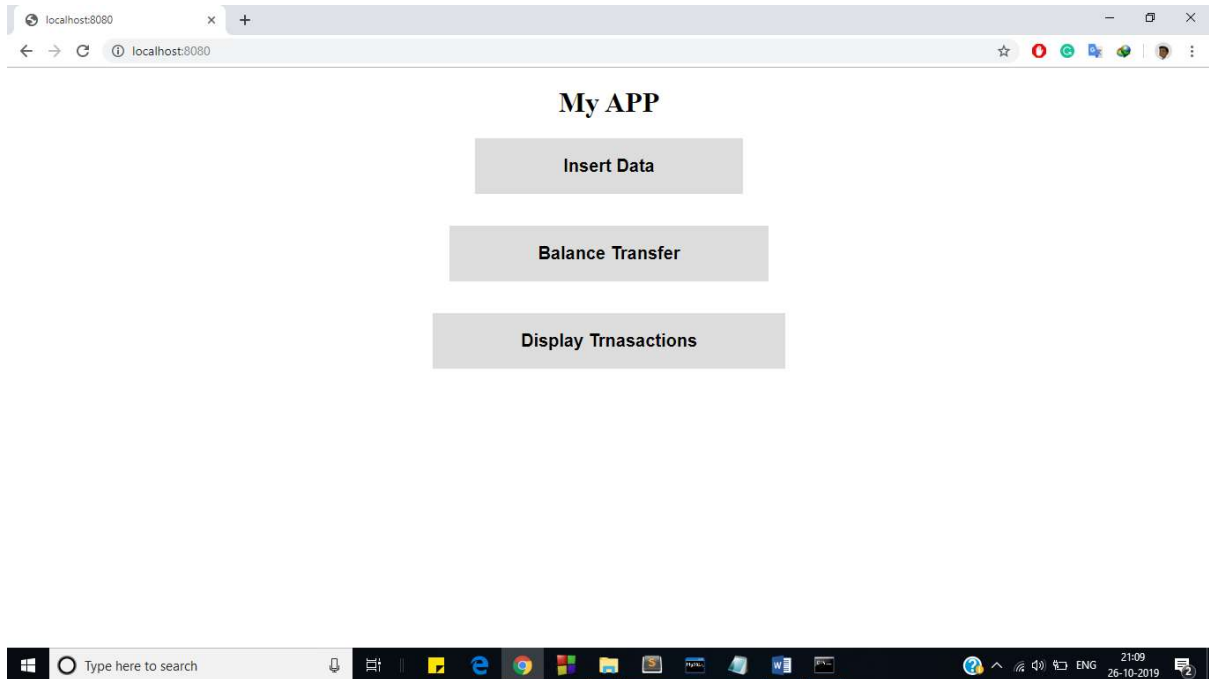 localhost:8080
localhost:8080
My APP
Insert Data
Balance Transfer
Display Trnasactions
Type here to search
ENG
21:09
26-10-2019
2